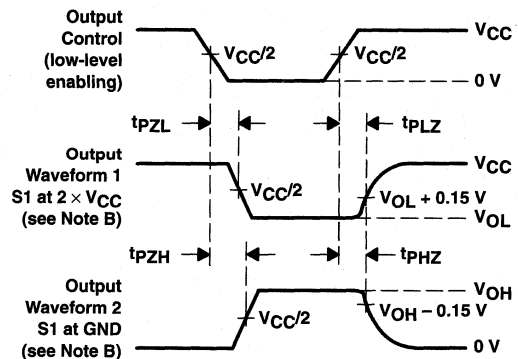 Output
Control
(low-level
enabling)
VCC/2
VCC/2
VCC
0 V
tPZL
tPLZ
Output
Waveform 1
S1 at 2 × VCC
(see Note B)
VCC/2
VCC
VOL + 0.15 V
VOL
tPZH
tPHZ
Output
Waveform 2
S1 at GND
(see Note B)
VCC/2
VOH
VOH − 0.15 V
0 V